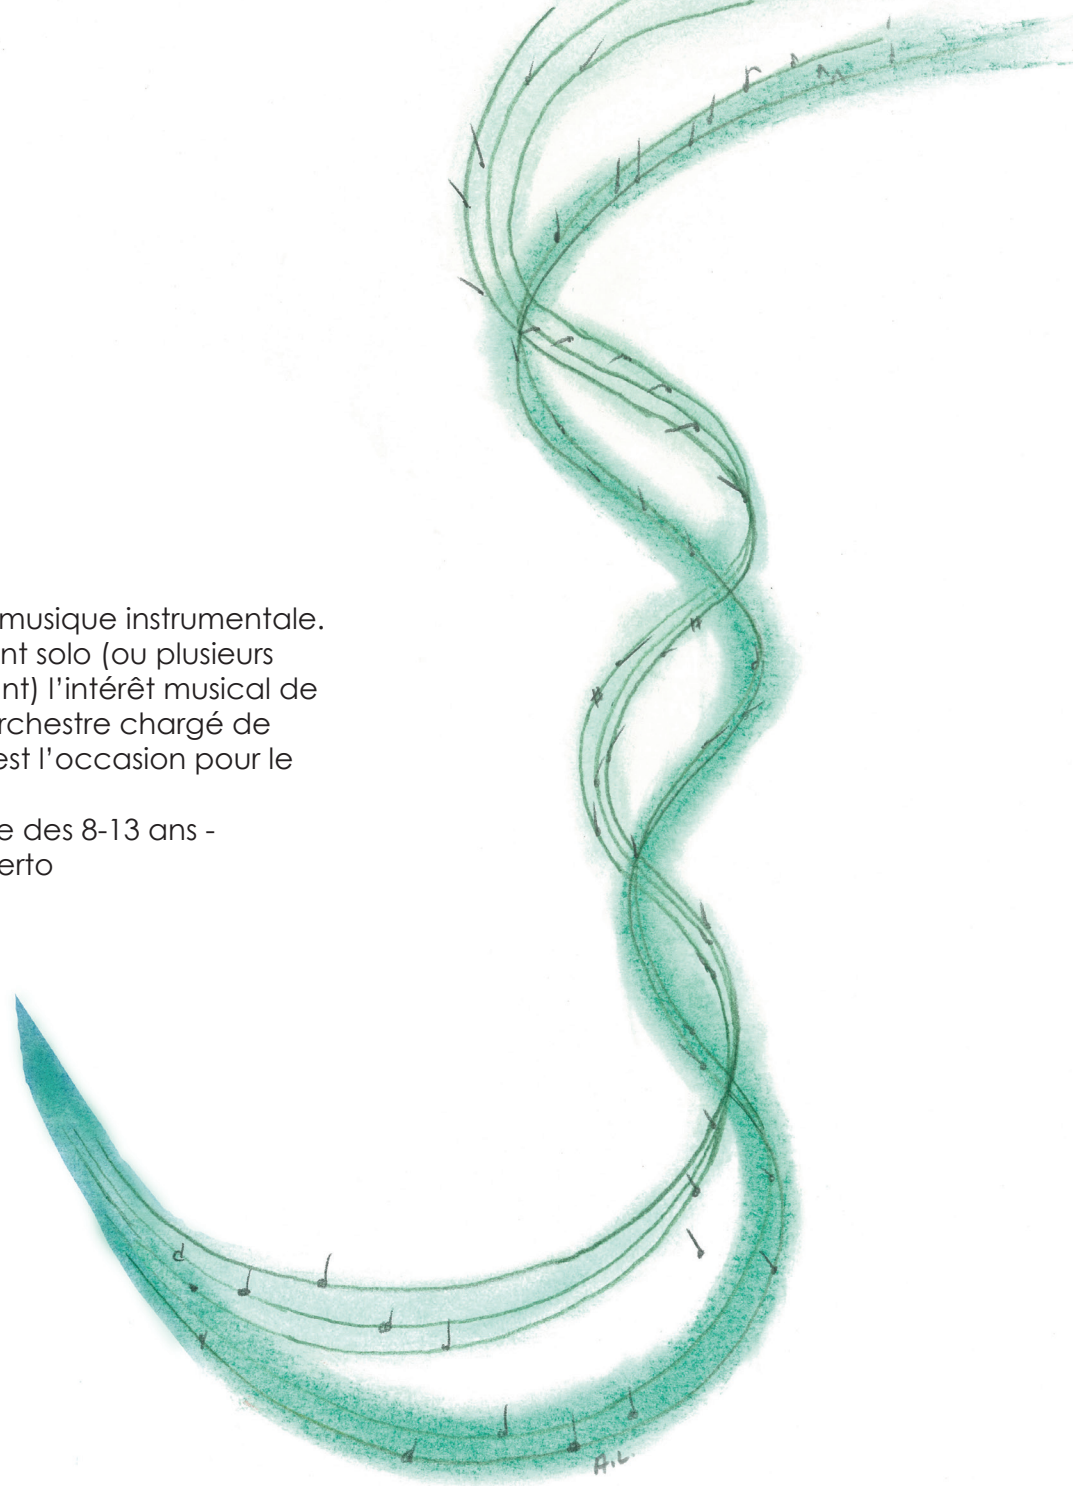 musique instrumentale.
nt solo (ou plusieurs
nt) l’intérêt musical de
rchestre chargé de
est l’occasion pour le
e des 8-13 ans -
erto
A.L.